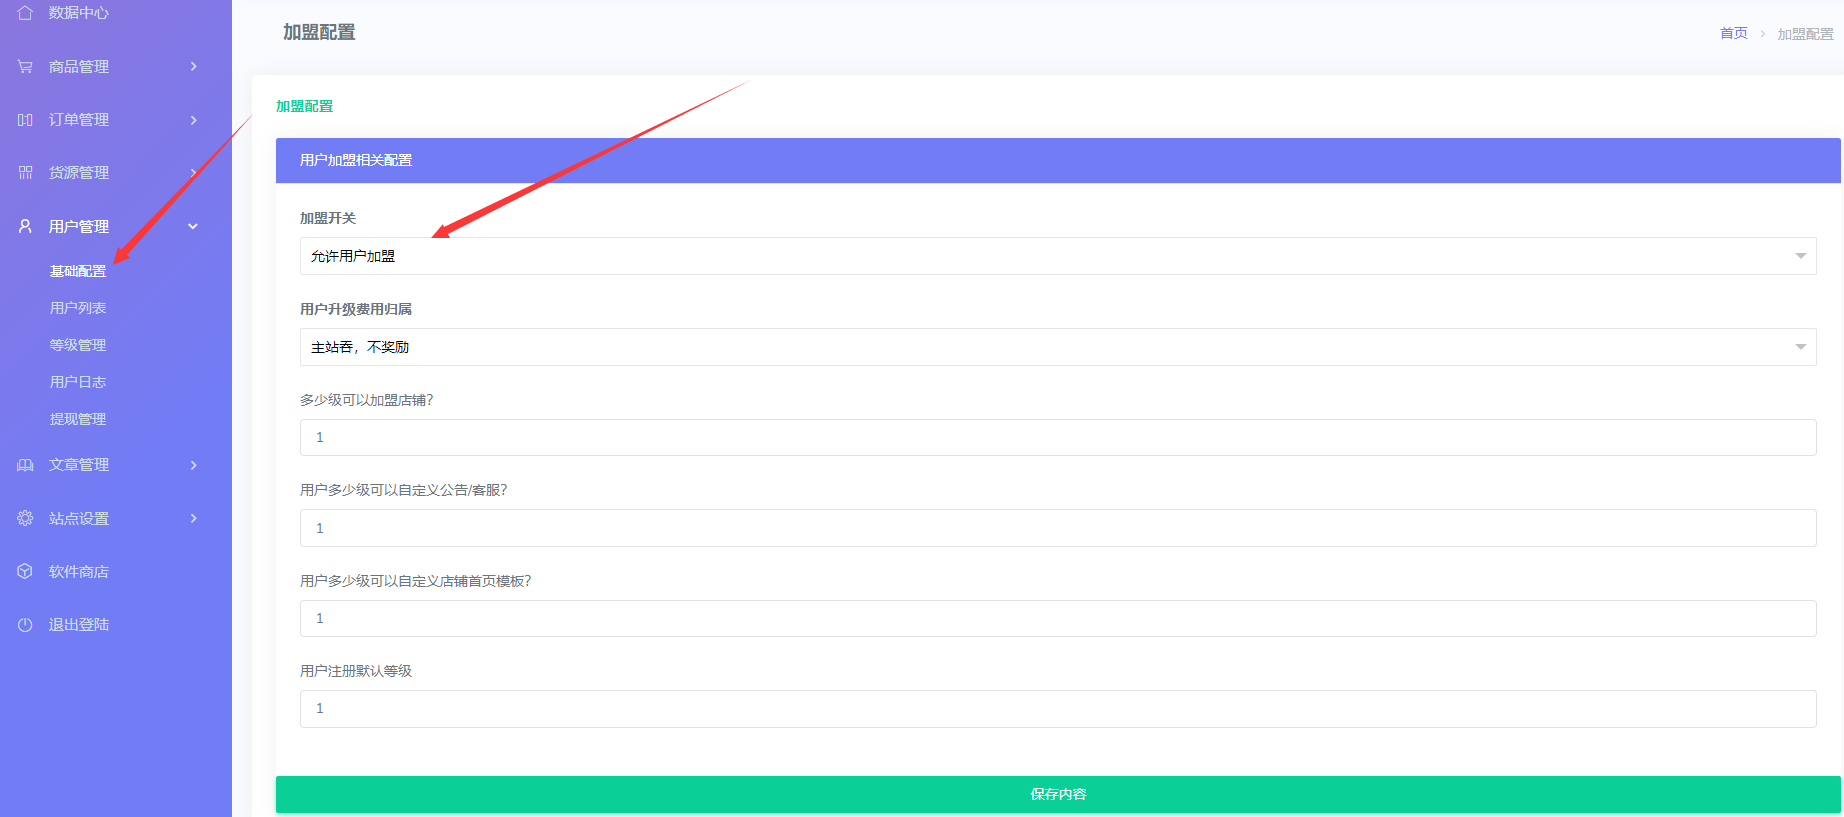 数据中心
商品管理
订单管理
货源管理
用户管理
基础配置
用户列表
等级管理
用户日志
提现管理
文章管理
站点设置
软件商店
退出登陆
加盟配置
首页
加盟配置
加盟配置
用户加盟相关配置
加盟开关
允许用户加盟
用户升级费用归属
主站吞，不奖励
多少级可以加盟店铺?
1
用户多少级可以自定义公告/客服?
1
用户多少级可以自定义店铺首页模板?
1
用户注册默认等级
1
保存内容